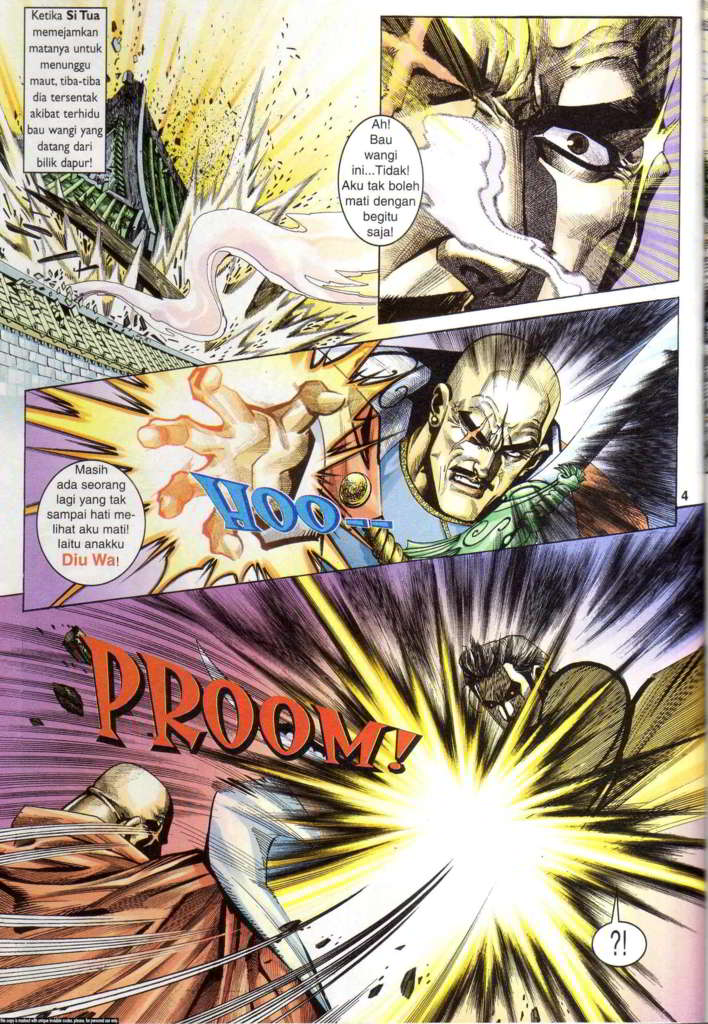 Ketika Si Tua
memejamkan
matanya untuk
menunggu
maut, tiba-tiba
dia tersentak
akibat terhidu
bau wangi yang
datang dari
bilik dapur!
Ah!
Bau
wangi
ini...Tidak!
Aku tak boleh
mati dengan
begitu
saja!
Masih
ada seorang
lagi yang tak
sampai hati me-
lihat aku mati!
Iaitu anakku
Diu Wa!
HOO--
4
PROOM!
?!